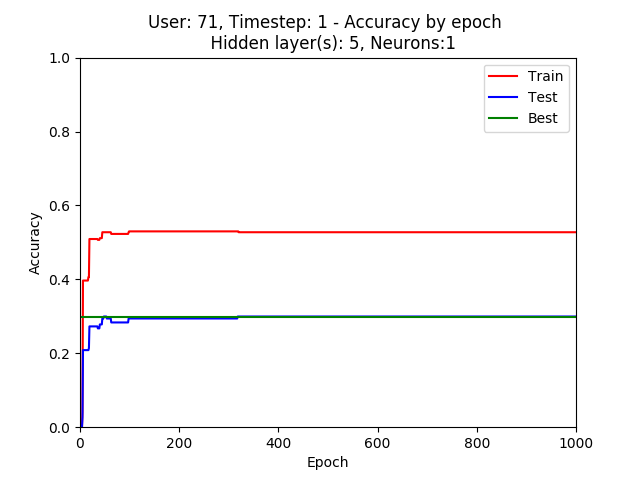 User: 71, Timestep: 1 - Accuracy by epoch
Hidden layer(s): 5, Neurons:1
1.0
0.8
0.6
0.4
0.2
0.0
Accuracy
Train
Test
Best
0
200
400
600
800
1000
Epoch